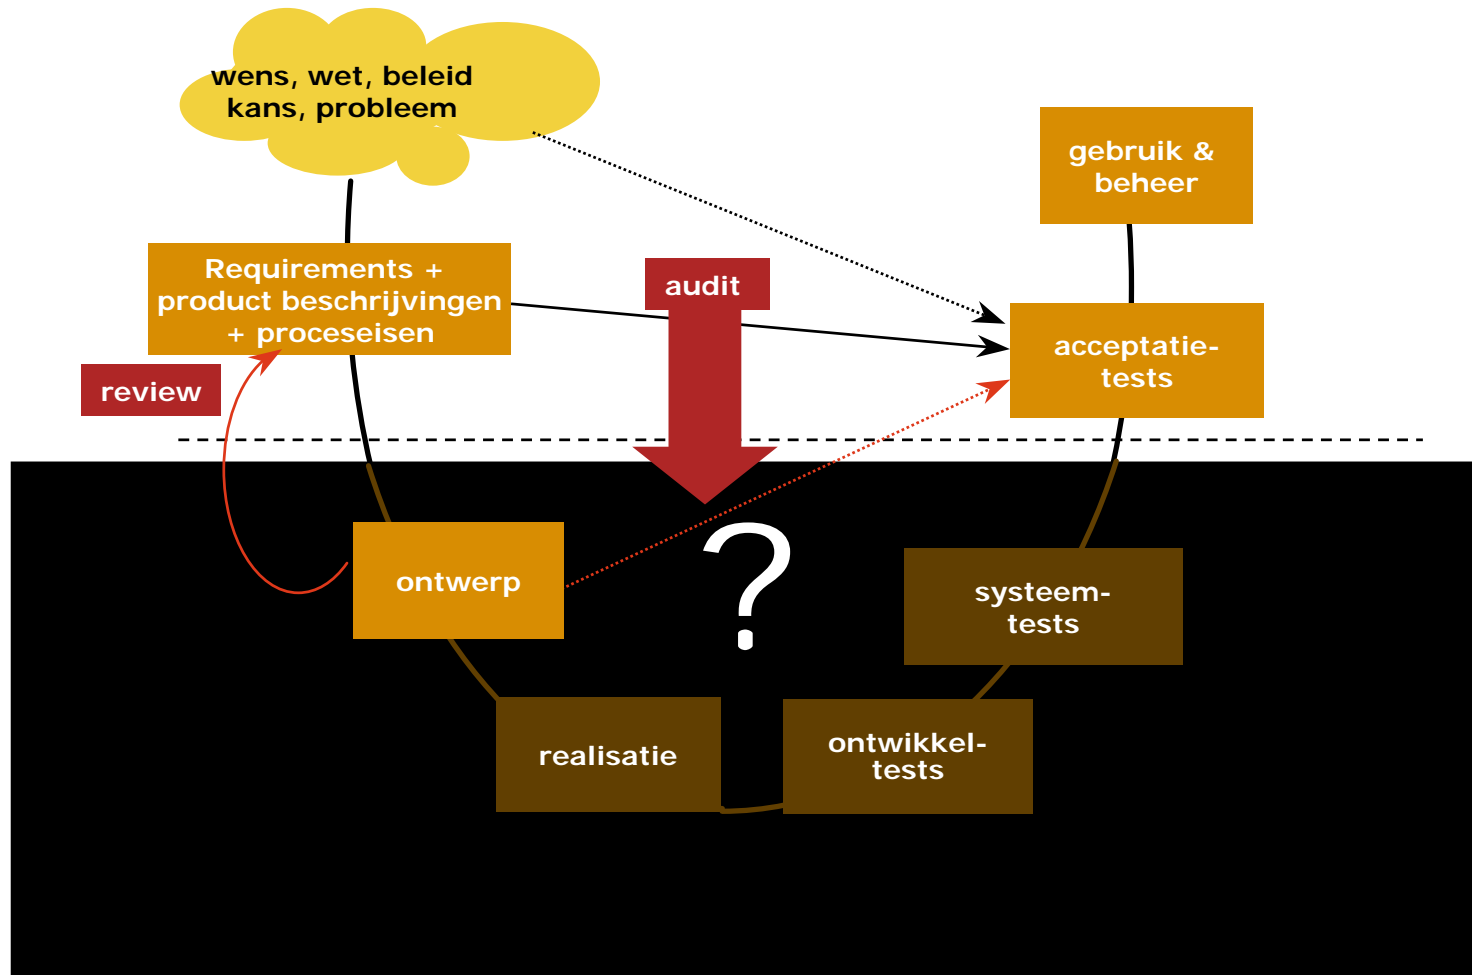 wens, wet, beleid
kans, probleem
gebruik &
beheer
Requirements +
product beschrijvingen
+ proceseisen
audit
acceptatie-
tests
review
?
ontwerp
systeem-
tests
realisatie
ontwikkel-
tests